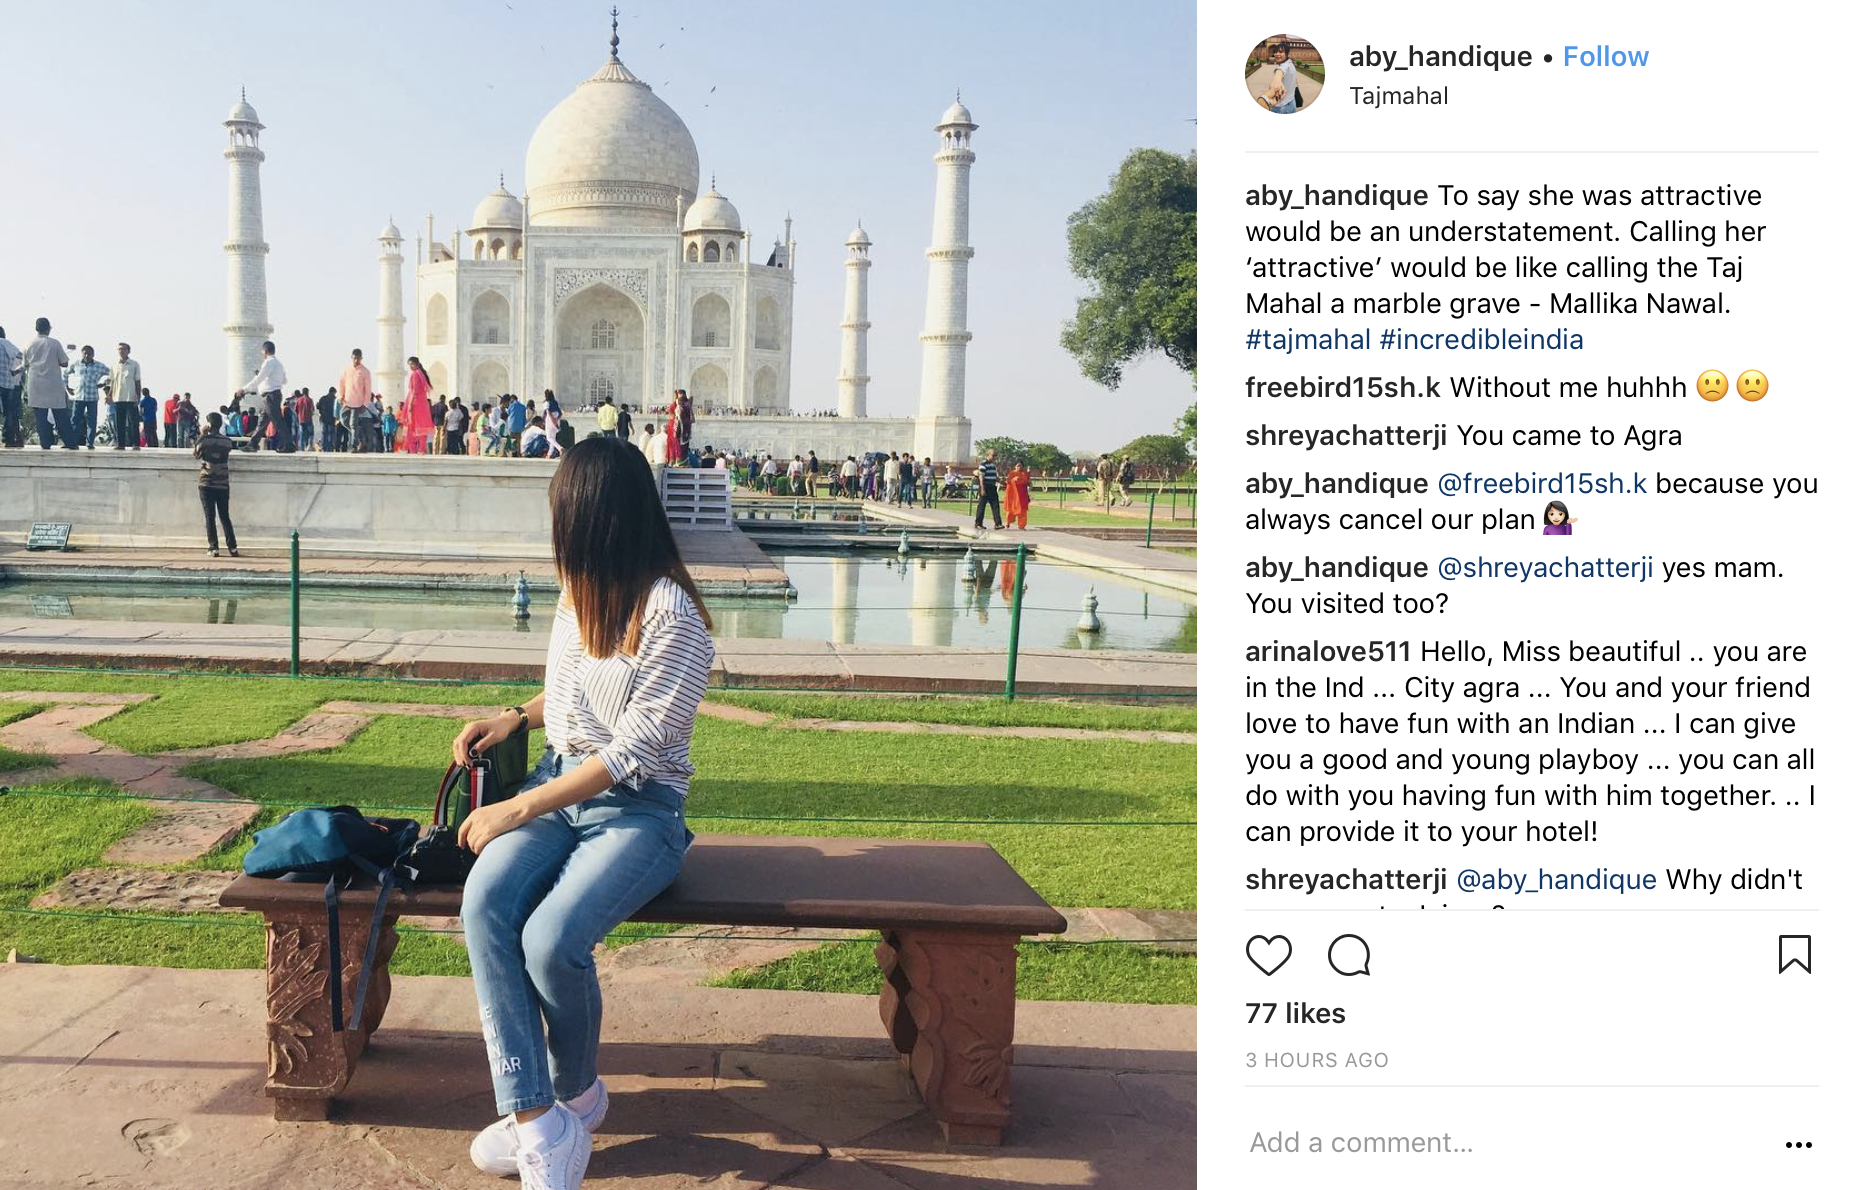 aby_handique • Follow
Tajmahal
aby_handique To say she was attractive
would be an understatement. Calling her
‘attractive’ would be like calling the Taj
Mahal a marble grave - Mallika Nawal.
#tajmahal #incredibleindia
freebird15sh.k Without me huhhh 🙁 🙁
shreyachatterji You came to Agra
aby_handique @freebird15sh.k because you
always cancel our plan 💁🏻‍♀️
aby_handique @shreyachatterji yes mam.
You visited too?
arinalove511 Hello, Miss beautiful .. you are
in the Ind ... City agra ... You and your friend
love to have fun with an Indian ... I can give
you a good and young playboy ... you can all
do with you having fun with him together. .. I
can provide it to your hotel!
shreyachatterji @aby_handique Why didn't
77 likes
3 HOURS AGO
Add a comment...
WAR